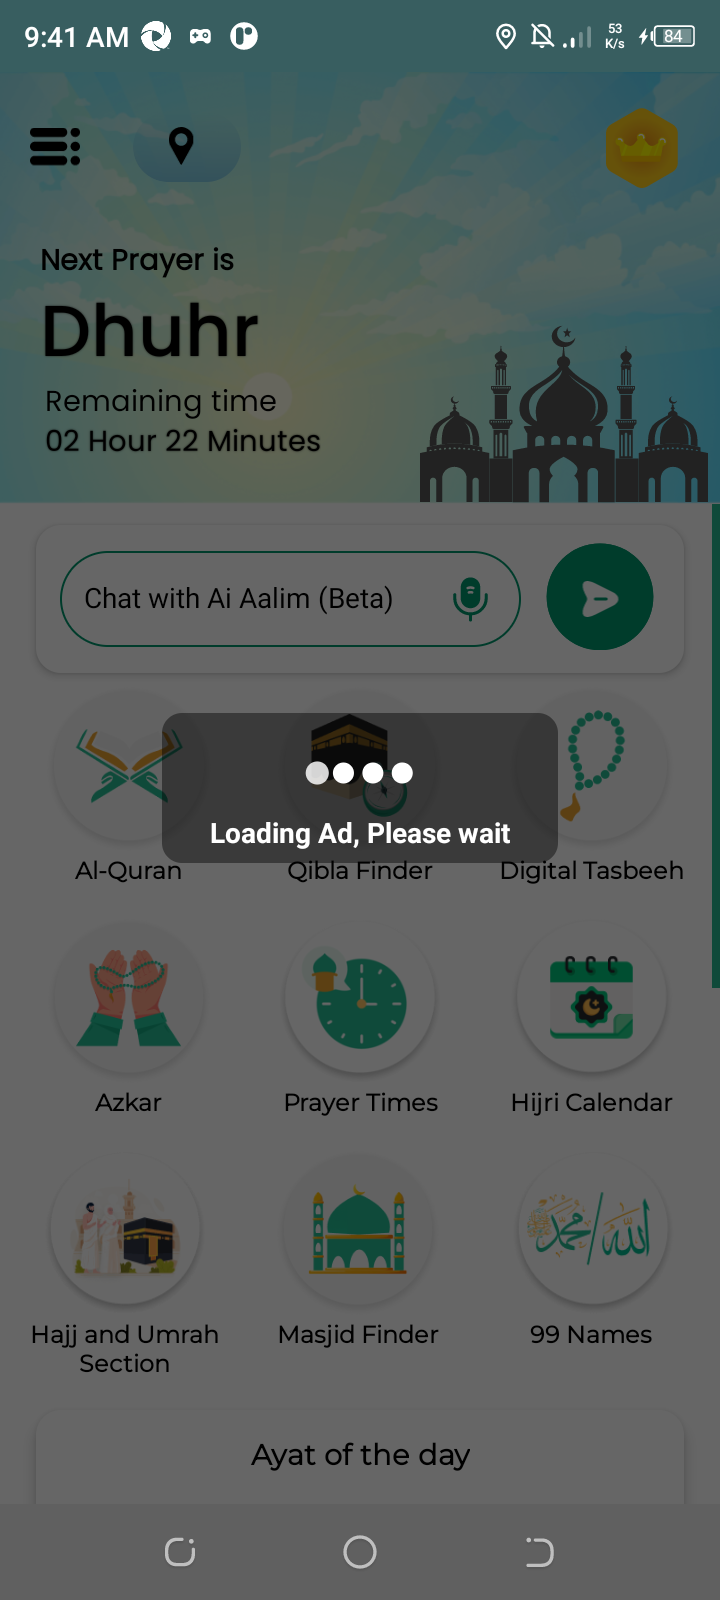 9:41 AM
53
K/s
84
Next Prayer is
Dhuhr
Remaining time
02 Hour 22 Minutes
Chat with Ai Aalim (Beta)
Loading Ad, Please wait
Al-Quran
Qibla Finder
Digital Tasbeeh
Azkar
Prayer Times
Hijri Calendar
الله/محمد
Hajj and Umrah
Section
Masjid Finder
99 Names
Ayat of the day